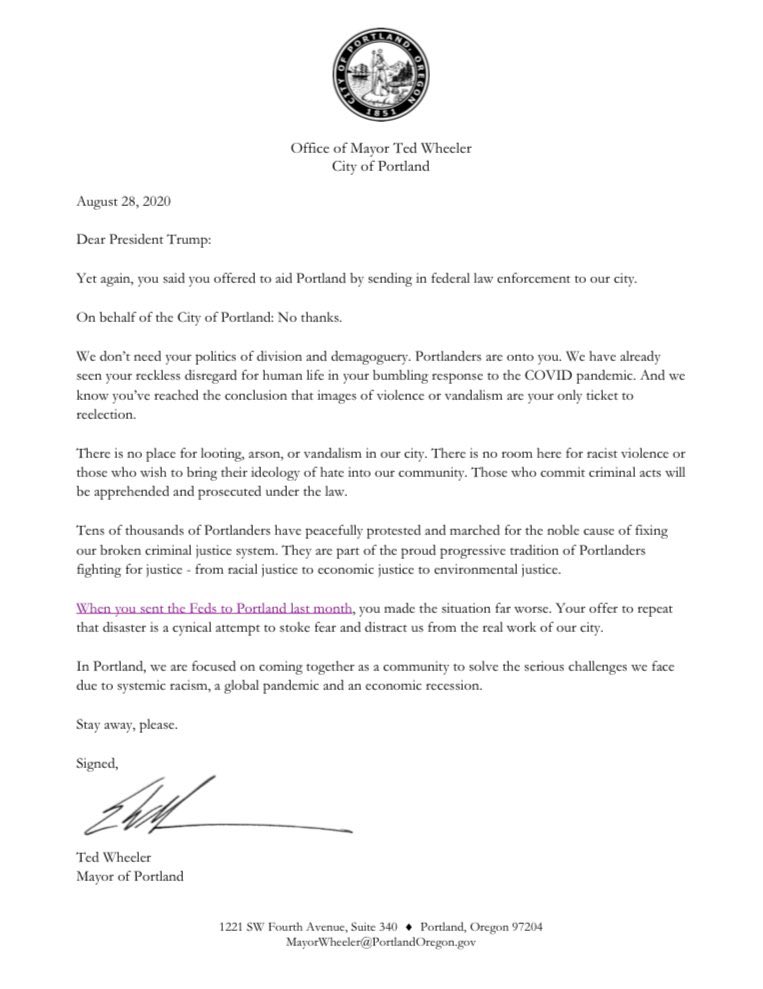 CITY OF PORTLAND, OREGON
1851
Office of Mayor Ted Wheeler
City of Portland
August 28, 2020
Dear President Trump:
Yet again, you said you offered to aid Portland by sending in federal law enforcement to our city.
On behalf of the City of Portland: No thanks.
We don’t need your politics of division and demagoguery. Portlanders are onto you. We have already
seen your reckless disregard for human life in your bumbling response to the COVID pandemic. And we
know you’ve reached the conclusion that images of violence or vandalism are your only ticket to
reelection.
There is no place for looting, arson, or vandalism in our city. There is no room here for racist violence or
those who wish to bring their ideology of hate into our community. Those who commit criminal acts will
be apprehended and prosecuted under the law.
Tens of thousands of Portlanders have peacefully protested and marched for the noble cause of fixing
our broken criminal justice system. They are part of the proud progressive tradition of Portlanders
fighting for justice - from racial justice to economic justice to environmental justice.
When you sent the Feds to Portland last month, you made the situation far worse. Your offer to repeat
that disaster is a cynical attempt to stoke fear and distract us from the real work of our city.
In Portland, we are focused on coming together as a community to solve the serious challenges we face
due to systemic racism, a global pandemic and an economic recession.
Stay away, please.
Signed,
Ted Wheeler
Mayor of Portland
1221 SW Fourth Avenue, Suite 340 ♦ Portland, Oregon 97204
MayorWheeler@PortlandOregon.gov